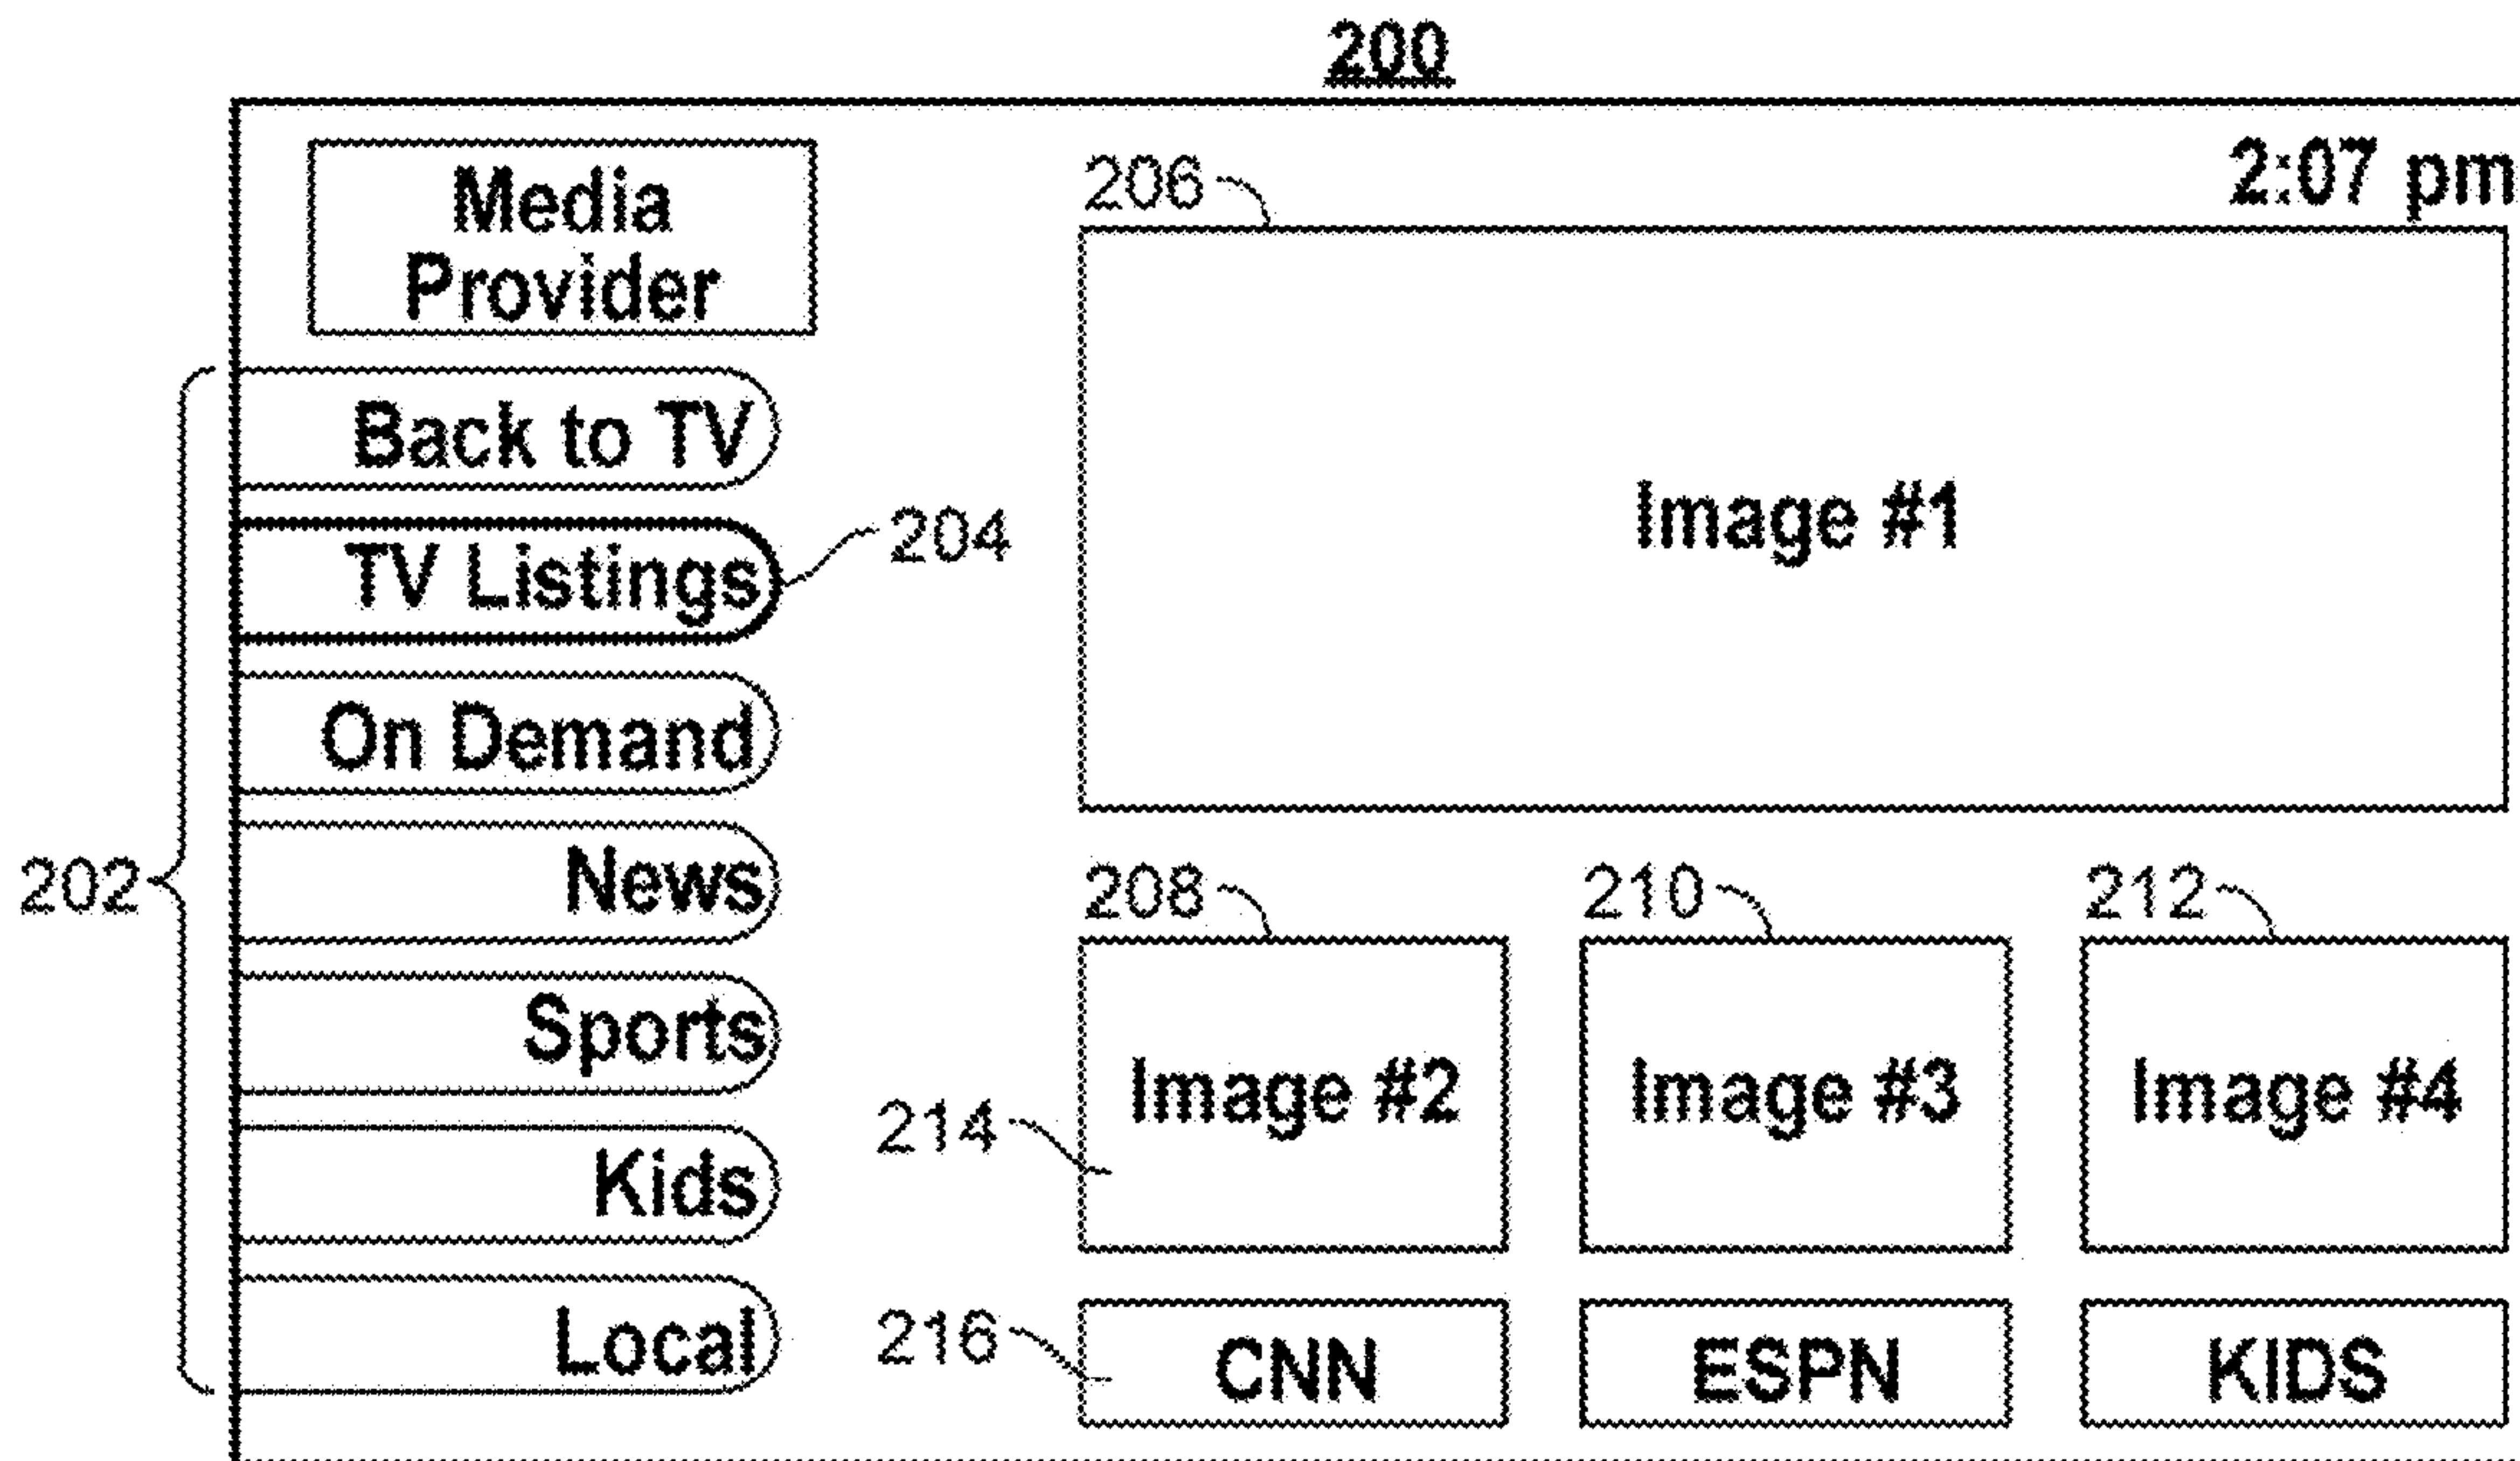 200
2:07 pm
Media
Provider
206
Image #1
Back to TV
TV Listings
204
On Demand
News
202
208
210
212
Sports
Image #2
Image #3
Image #4
214
Kids
Local
216
CNN
ESPN
KIDS